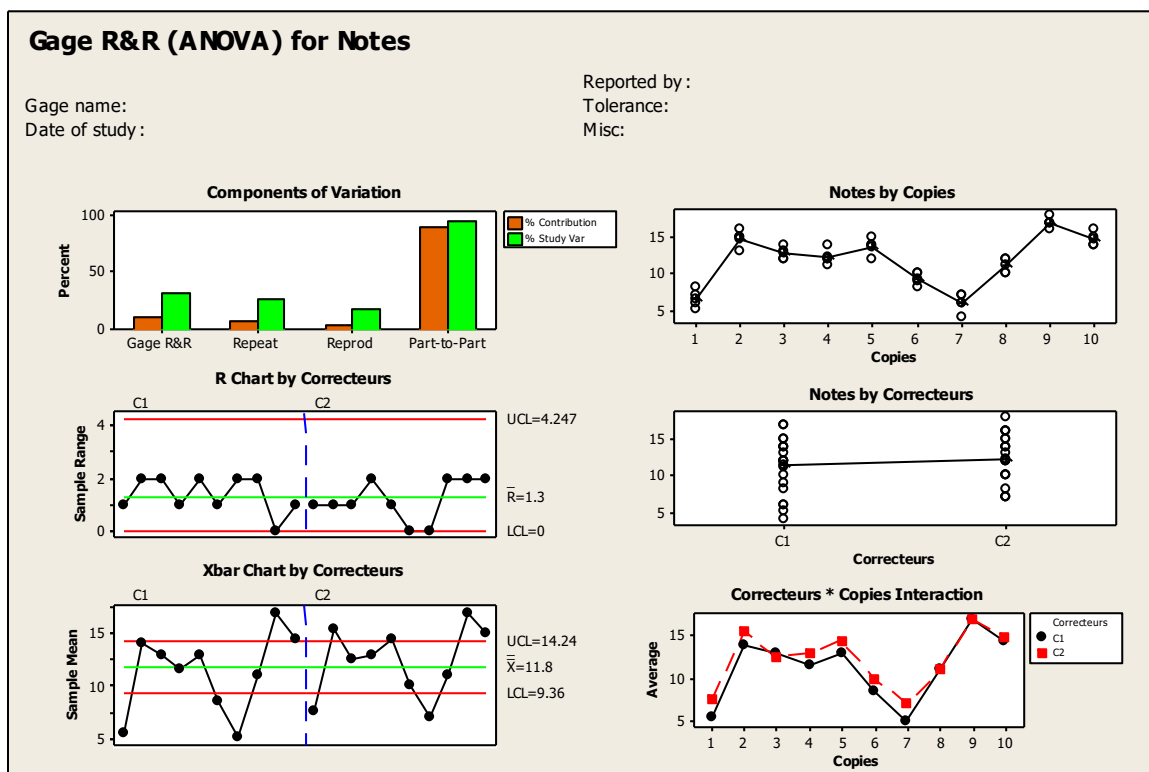 Gage R&R (ANOVA) for Notes
Reported by:
Gage name:
Tolerance:
Date of study:
Misc:
Components of Variation
100
50
0
Percent
Gage R&R Repeat Reprod Part-to-Part
% Contribution
% Study Var
Notes by Copies
15
10
5
1 2 3 4 5 6 7 8 9 10
Copies
R Chart by Correcteurs
C1 C2
4
2
0
Sample Range
UCL=4.247
R=1.3
LCL=0
Notes by Correcteurs
15
10
5
C1 C2
Correcteurs
Xbar Chart by Correcteurs
C1 C2
15
10
5
Sample Mean
UCL=14.24
X=11.8
LCL=9.36
Correcteurs * Copies Interaction
15
10
5
Average
1 2 3 4 5 6 7 8 9 10
Copies
Correcteurs
C1
C2